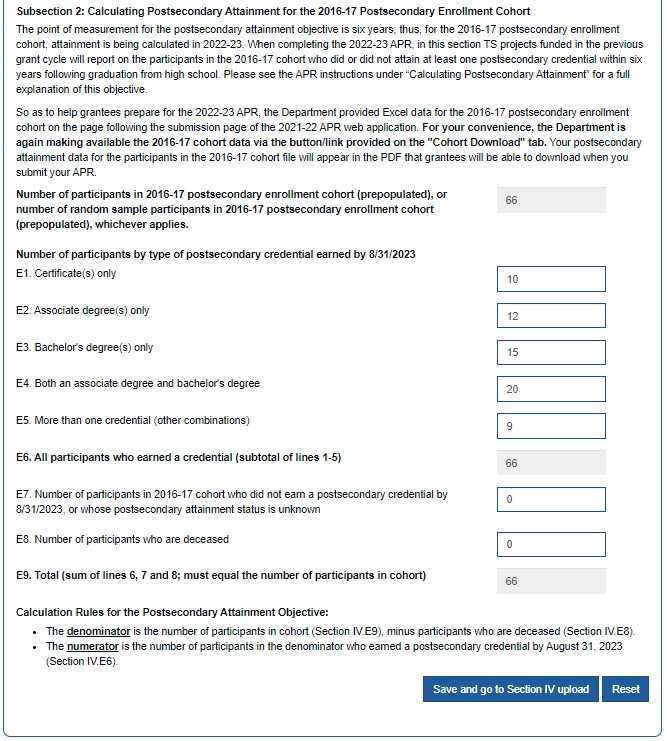 Subsection 2: Calculating Postsecondary Attainment for the 2016-17 Postsecondary Enrollment Cohort
The point of measurement for the postsecondary attainment objective is six years; thus, for the 2016-17 postsecondary enrollment
cohort, attainment is being calculated in 2022-23. When completing the 2022-23 APR, in this section TS projects funded in the previous
grant cycle will report on the participants in the 2016-17 cohort who did or did not attain at least one postsecondary credential within six
years following graduation from high school. Please see the APR instructions under "Calculating Postsecondary Attainment" for a full
explanation of this objective.
So as to help grantees prepare for the 2022-23 APR, the Department provided Excel data for the 2016-17 postsecondary enrollment
cohort on the page following the submission page of the 2021-22 APR web application. For your convenience, the Department is
again making available the 2016-17 cohort data via the button/link provided on the "Cohort Download" tab. Your postsecondary
attainment data for the participants in the 2016-17 cohort file will appear in the PDF that grantees will be able to download when you
submit your APR.
Number of participants in 2016-17 postsecondary enrollment cohort (prepopulated), or
number of random sample participants in 2016-17 postsecondary enrollment cohort
(prepopulated), whichever applies.
66
Number of participants by type of postsecondary credential earned by 8/31/2023
E1. Certificate(s) only
10
E2. Associate degree(s) only
12
E3. Bachelor's degree(s) only
15
E4. Both an associate degree and bachelor's degree
20
E5. More than one credential (other combinations)
9
E6. All participants who earned a credential (subtotal of lines 1-5)
66
E7. Number of participants in 2016-17 cohort who did not earn a postsecondary credential by
8/31/2023, or whose postsecondary attainment status is unknown
0
E8. Number of participants who are deceased
0
E9. Total (sum of lines 6, 7 and 8; must equal the number of participants in cohort)
66
Calculation Rules for the Postsecondary Attainment Objective:
• The denominator is the number of participants in cohort (Section IV.E9), minus participants who are deceased (Section IV.E8).
• The numerator is the number of participants in the denominator who earned a postsecondary credential by August 31, 2023
(Section IV.E6).
Save and go to Section IV upload
Reset